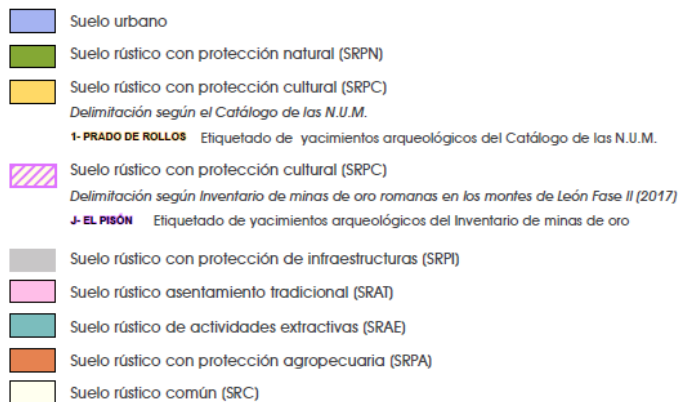 Suelo urbano
Suelo rústico con protección natural (SRPN)
Suelo rústico con protección cultural (SRPC)
Delimitación según el Catálogo de las N.U.M.
1- PRADO DE ROLLOS Etiquetado de yacimientos arqueológicos del Catálogo de las N.U.M.
Suelo rústico con protección cultural (SRPC)
Delimitación según Inventario de minas de oro romanas en los montes de León Fase II (2017)
J- EL PISÓN Etiquetado de yacimientos arqueológicos del Inventario de minas de oro
Suelo rústico con protección de infraestructuras (SRPI)
Suelo rústico asentamiento tradicional (SRAT)
Suelo rústico de actividades extractivas (SRAE)
Suelo rústico con protección agropecuaria (SRPA)
Suelo rústico común (SRC)